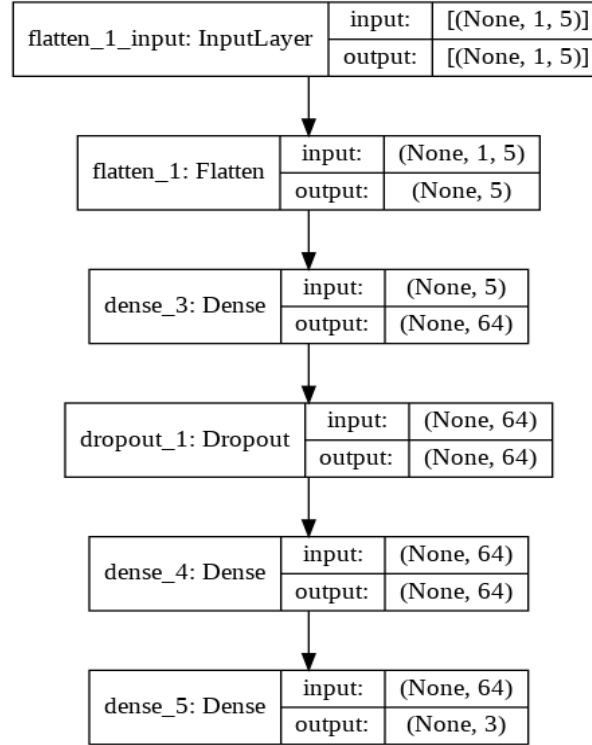 flatten_1_input: InputLayer
input: [(None, 1, 5)]
output: [(None, 1, 5)]
flatten_1: Flatten
input: (None, 1, 5)
output: (None, 5)
dense_3: Dense
input: (None, 5)
output: (None, 64)
dropout_1: Dropout
input: (None, 64)
output: (None, 64)
dense_4: Dense
input: (None, 64)
output: (None, 64)
dense_5: Dense
input: (None, 64)
output: (None, 3)